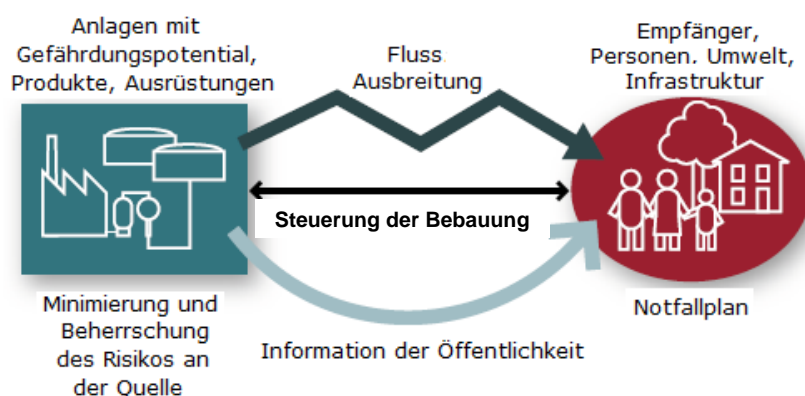 Anlagen mit
Gefährdungspotential,
Produkte, Ausrüstungen
Fluss
Ausbreitung
Empfänger,
Personen. Umwelt,
Infrastruktur
Steuerung der Bebauung
Minimierung und
Beherrschung
des Risikos an
der Quelle
Information der Öffentlichkeit
Notfallplan